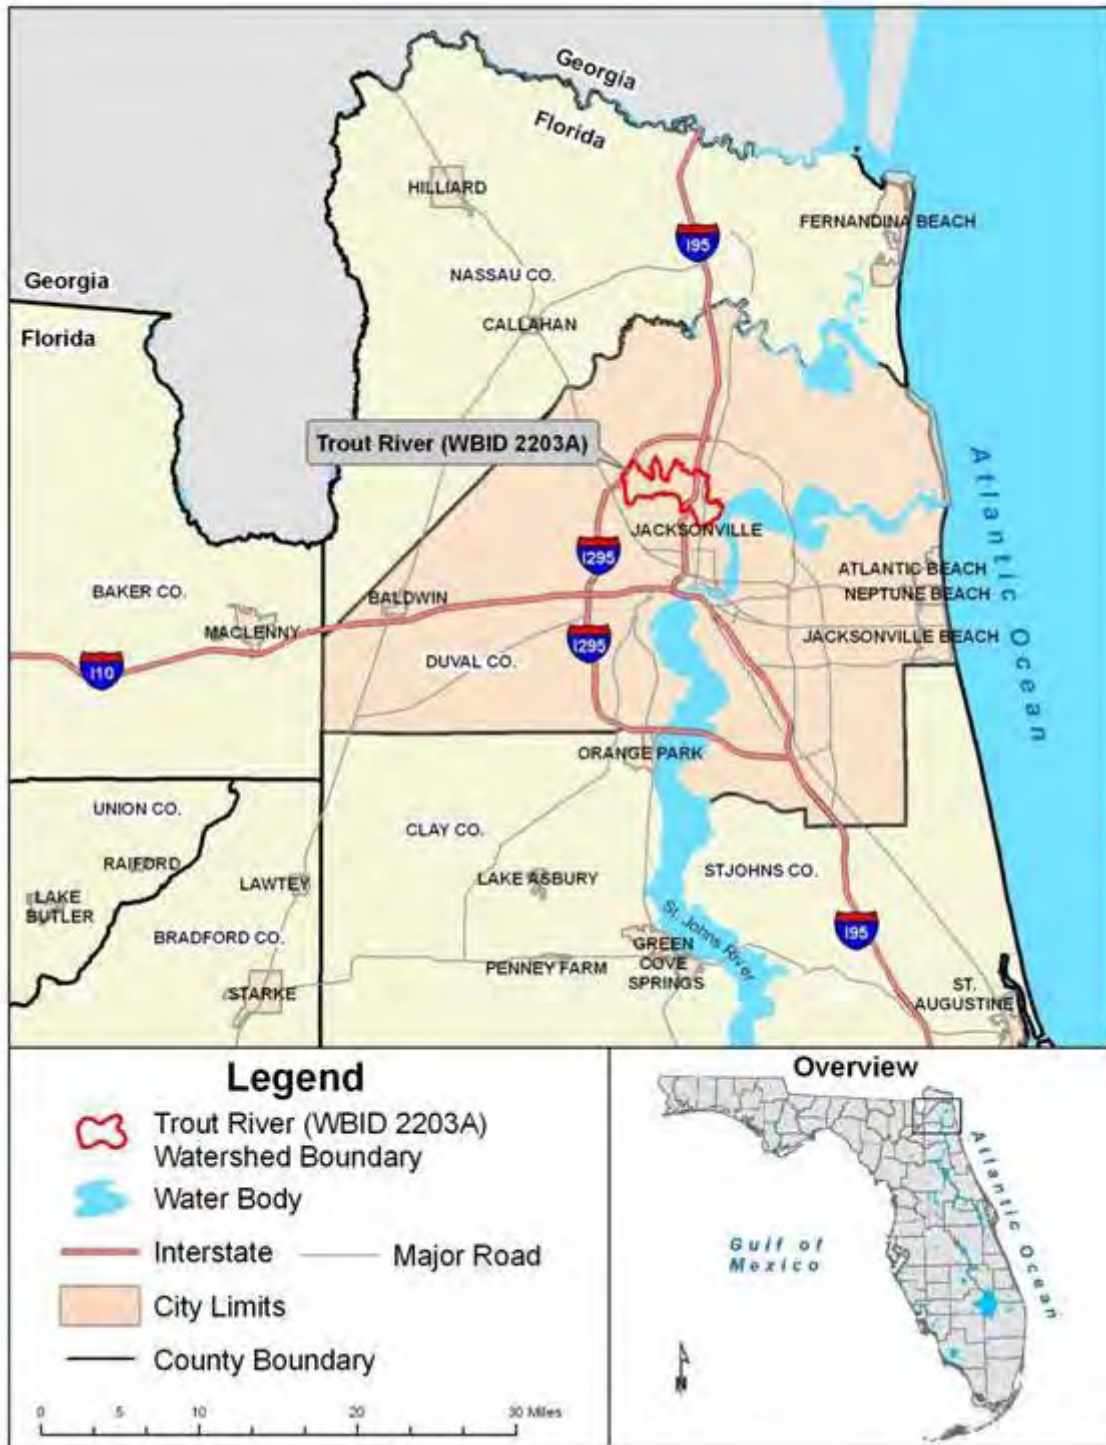 Georgia
Florida
HILLIARD
FERNANDINA BEACH
I95
NASSAU CO.
Georgia
CALLAHAN
Florida
Trout River (WBID 2203A)
Atlantic Ocean
JACKSONVILLE
I295
ATLANTIC BEACH
BAKER CO.
BALDWIN
NEPTUNE BEACH
MACLENNY
JACKSONVILLE BEACH
I295
DUVAL CO.
I10
ORANGE PARK
UNION CO.
CLAY CO.
RAIFORD
STJOHNS CO.
LAWTEY
LAKE ASBURY
LAKE
BUTLER
St. Johns River
I95
BRADFORD CO.
GREEN
COVE
SPRINGS
PENNEY FARM
STARKE
ST.
AUGUSTINE
Legend
Trout River (WBID 2203A)
Watershed Boundary
Water Body
Interstate
Major Road
City Limits
County Boundary
0 5 10 20 30 Miles
Overview
Atlantic Ocean
Gulf of
Mexico
N